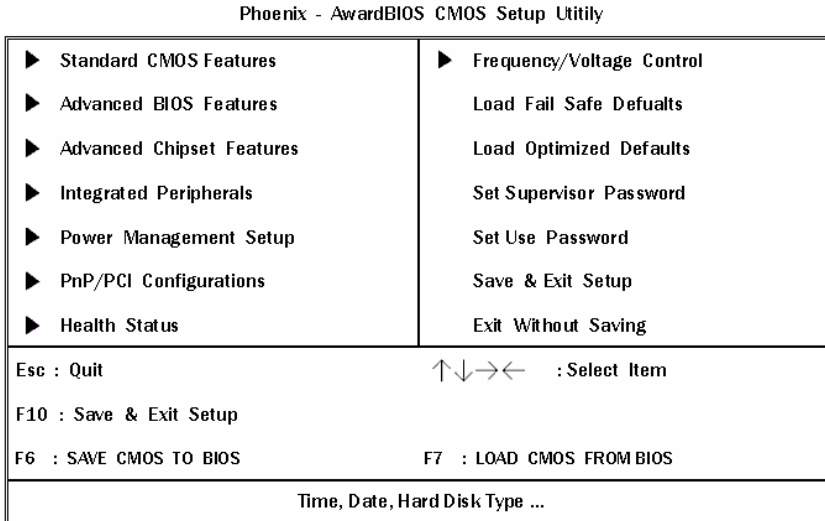 Phoenix - AwardBIOS CMOS Setup Utitily
▶ Standard CMOS Features
▶ Advanced BIOS Features
▶ Advanced Chipset Features
▶ Integrated Peripherals
▶ Power Management Setup
▶ PnP/PCI Configurations
▶ Health Status
▶ Frequency/Voltage Control
Load Fail Safe Defualts
Load Optimized Defaults
Set Supervisor Password
Set Use Password
Save & Exit Setup
Exit Without Saving
Esc : Quit
↑↓→← : Select Item
F10 : Save & Exit Setup
F6 : SAVE CMOS TO BIOS
F7 : LOAD CMOS FROM BIOS
Time, Date, Hard Disk Type ...